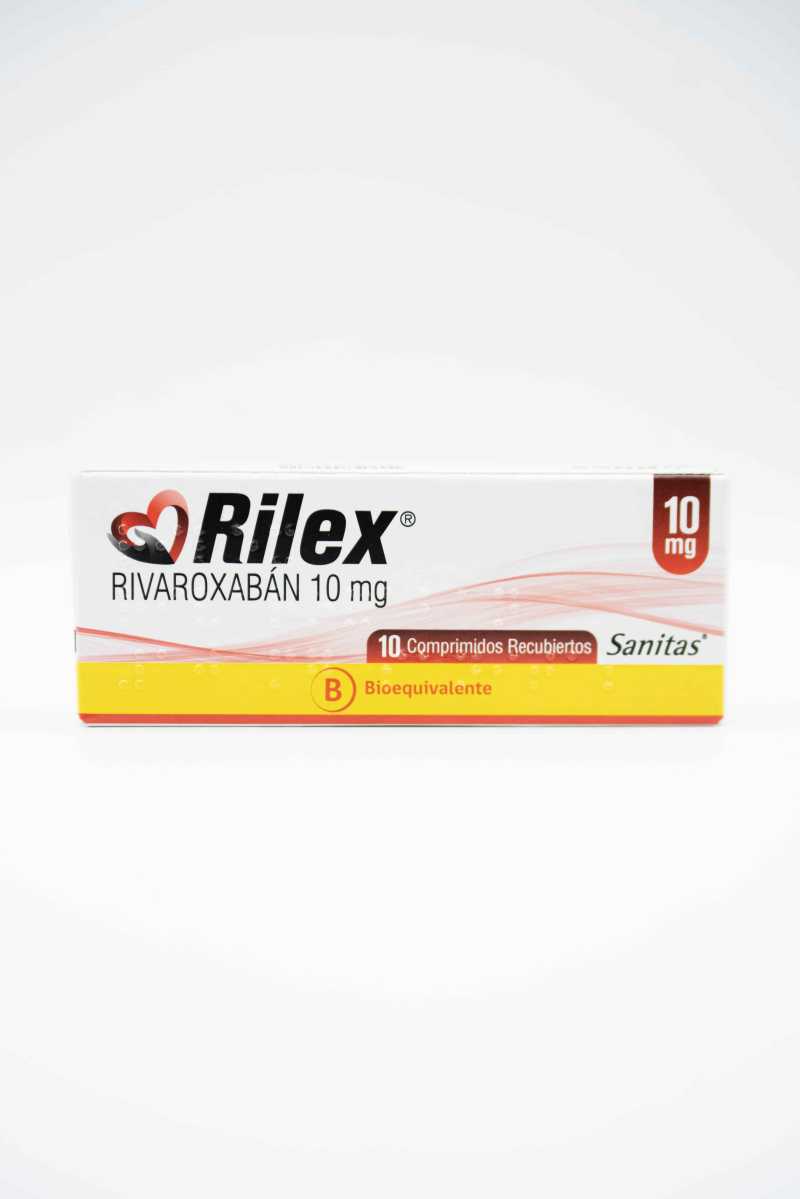 Rilex®
10
mg
RIVAROXABÁN 10 mg
10 Comprimidos Recubiertos
Sanitas®
B Bioequivalente